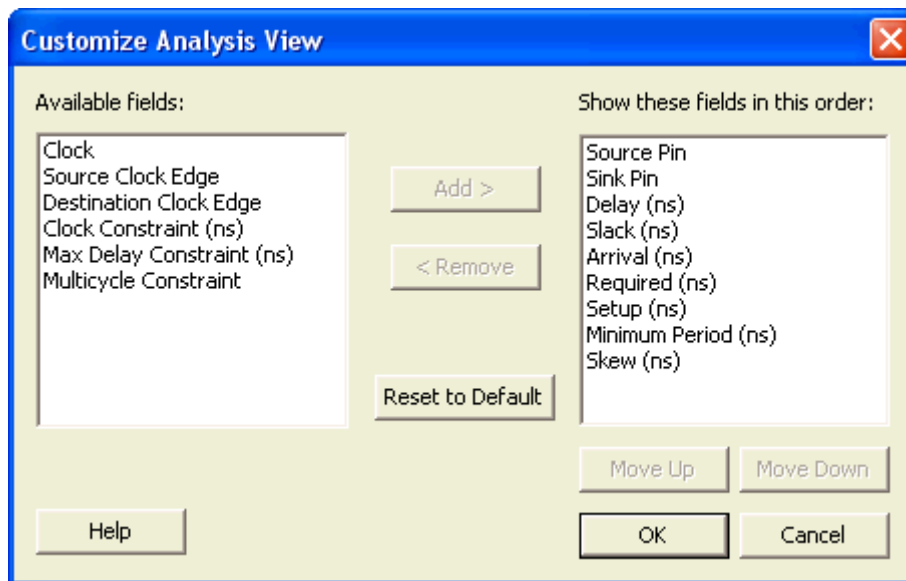 Customize Analysis View
Available fields:
Clock
Source Clock Edge
Destination Clock Edge
Clock Constraint (ns)
Max Delay Constraint (ns)
Multicycle Constraint
Add >
< Remove
Reset to Default
Show these fields in this order:
Source Pin
Sink Pin
Delay (ns)
Slack (ns)
Arrival (ns)
Required (ns)
Setup (ns)
Minimum Period (ns)
Skew (ns)
Move Up
Move Down
Help
OK
Cancel